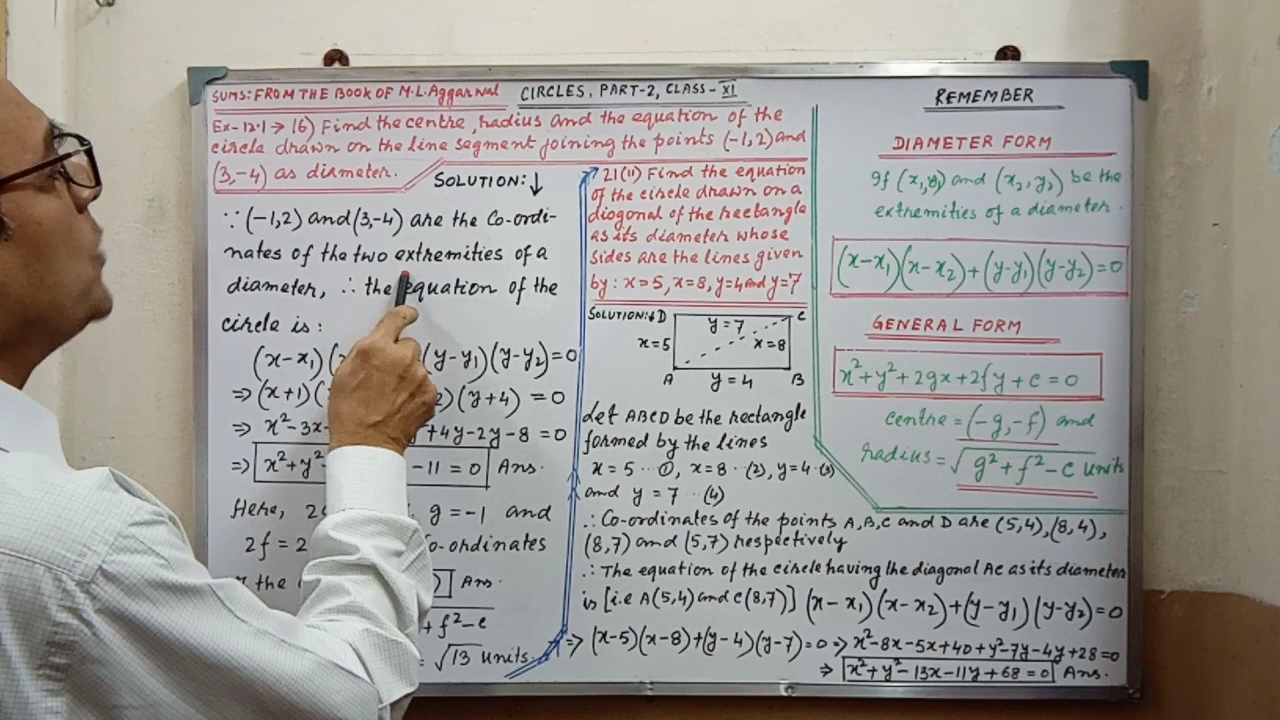 SUMS: FROM THE BOOK OF M.L. Aggarwal
CIRCLES, PART-2, CLASS-XI
Ex-12.1 → 16) Find the centre, radius and the equation of the
circle drawn on the line segment joining the points (-1,2) and
(3,-4) as diameter.
SOLUTION:↓
∵ (-1,2) and (3,-4) are the Co-ordi-
nates of the two extremities of a
diameter, ∴ the equation of the
circle is:
(x-x₁)( (y-y₁)(y-y₂)=0
⇒ (x+1)( 2)(y+4) = 0
⇒ x²-3x +4y-2y-8 = 0
⇒ x²+y² -11 = 0 Ans.
Here, g = -1 and
2f = 2 Co-ordinates
the Ans.
+ f²-c
= √13 units.
21(ii) Find the equation
of the circle drawn on a
diogonal of the rectangle
as its diameter whose
sides are the lines given
by: x=5, x=8, y=4 and y=7
SOLUTION:↓
D C
y = 7
x=5 x=8
A y = 4 B
Let ABCD be the rectangle
formed by the lines
x = 5 ··①, x=8 ··(2), y=4 ·(3)
and y = 7 ··(4)
∴ Co-ordinates of the points A,B,C and D are (5,4),(8,4),
(8,7) and (5,7) respectively
∴ The equation of the circle having the diagonal AC as its diameter
is [i.e A(5,4) and C(8,7)] (x-x₁)(x-x₂)+(y-y₁)(y-y₂)=0
⇒ (x-5)(x-8)+(y-4)(y-7)=0 ⇒ x²-8x-5x+40+y²-7y-4y+28=0
⇒ x²+y²-13x-11y+68=0 Ans.
REMEMBER
DIAMETER FORM
If (x₁,y₁) and (x₂,y₂) be the
extremities of a diameter.
(x-x₁)(x-x₂)+(y-y₁)(y-y₂)=0
GENERAL FORM
x²+y²+2gx+2fy+c=0
centre = (-g,-f) and
radius = √g²+f²-c units